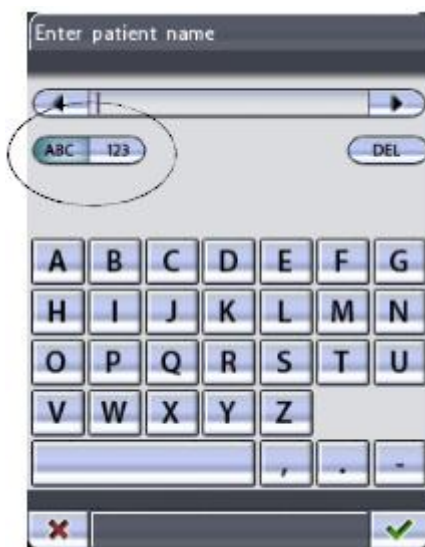 Enter patient name
ABC 123 DEL
A B C D E F G
H I J K L M N
O P Q R S T U
V W X Y Z
, . -